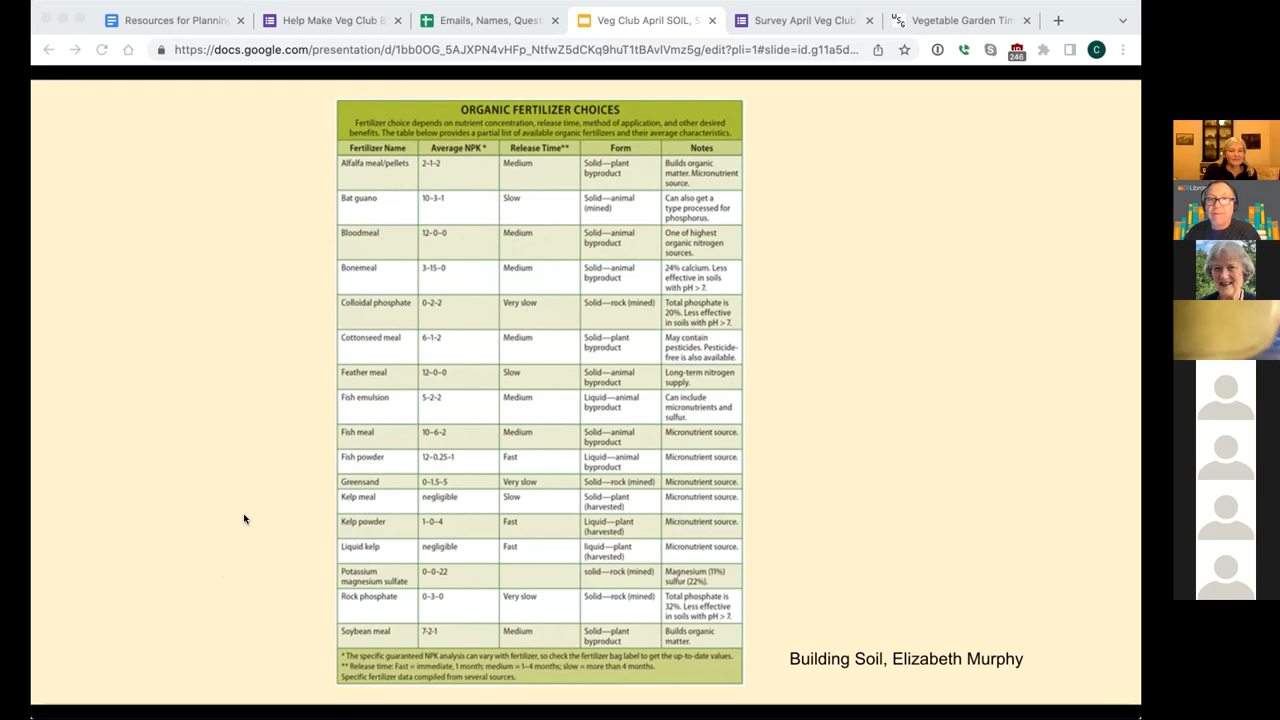 Resources for Plannin
Help Make Veg Club B
Emails, Names, Quest
Veg Club April SOIL, S
Survey April Veg Club
Vegetable Garden Tim
https://docs.google.com/presentation/d/1bb0OG_5AJXPN4vHFp_NtfwZ5dCKq9huT1tBAvlVmz5g/edit?pli=1#slide=id.g11a5d...
246
C
ORGANIC FERTILIZER CHOICES
Fertilizer choice depends on nutrient concentration, release time, method of application, and other desired
benefits. The table below provides a partial list of available organic fertilizers and their average characteristics.
Fertilizer Name Average NPK * Release Time** Form Notes
Alfalfa meal/pellets 2-1-2 Medium Solid—plant Builds organic
byproduct matter. Micronutrient
source.
Bat guano 10-3-1 Slow Solid—animal Can also get a
(mined) type processed for
phosphorus.
Bloodmeal 12-0-0 Medium Solid—animal One of highest
byproduct organic nitrogen
sources.
Bonemeal 3-15-0 Medium Solid—animal 24% calcium. Less
byproduct effective in soils
with pH > 7.
Colloidal phosphate 0-2-2 Very slow Solid—rock (mined) Total phosphate is
20%. Less effective
in soils with pH > 7.
Cottonseed meal 6-1-2 Medium Solid—plant May contain
byproduct pesticides. Pesticide-
free is also available.
Feather meal 12-0-0 Slow Solid—animal Long-term nitrogen
byproduct supply.
Fish emulsion 5-2-2 Medium Liquid—animal Can include
byproduct micronutrients and
sulfur.
Fish meal 10-6-2 Medium Solid—animal Micronutrient source.
byproduct
Fish powder 12-0.25-1 Fast Liquid—animal Micronutrient source.
byproduct
Greensand 0-1.5-5 Very slow Solid—rock (mined) Micronutrient source.
Kelp meal negligible Slow Solid—plant Micronutrient source.
(harvested)
Kelp powder 1-0-4 Fast Liquid—plant Micronutrient source.
(harvested)
Liquid kelp negligible Fast liquid—plant Micronutrient source.
(harvested)
Potassium 0-0-22 solid—rock (mined) Magnesium (11%)
magnesium sulfate sulfur (22%).
Rock phosphate 0-3-0 Very slow Solid—rock (mined) Total phosphate is
32%. Less effective
in soils with pH > 7.
Soybean meal 7-2-1 Medium Solid—plant Builds organic
byproduct matter.
* The specific guaranteed NPK analysis can vary with fertilizer, so check the fertilizer bag label to get the up-to-date values.
** Release time: Fast = immediate, 1 month; medium = 1-4 months; slow = more than 4 months.
Specific fertilizer data compiled from several sources.
Building Soil, Elizabeth Murphy